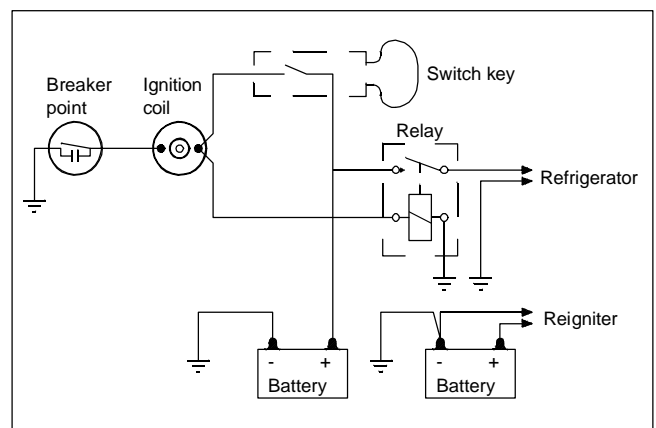 Switch key
Breaker
point
Ignition
coil
Relay
Refrigerator
Reigniter
- +
Battery
- +
Battery